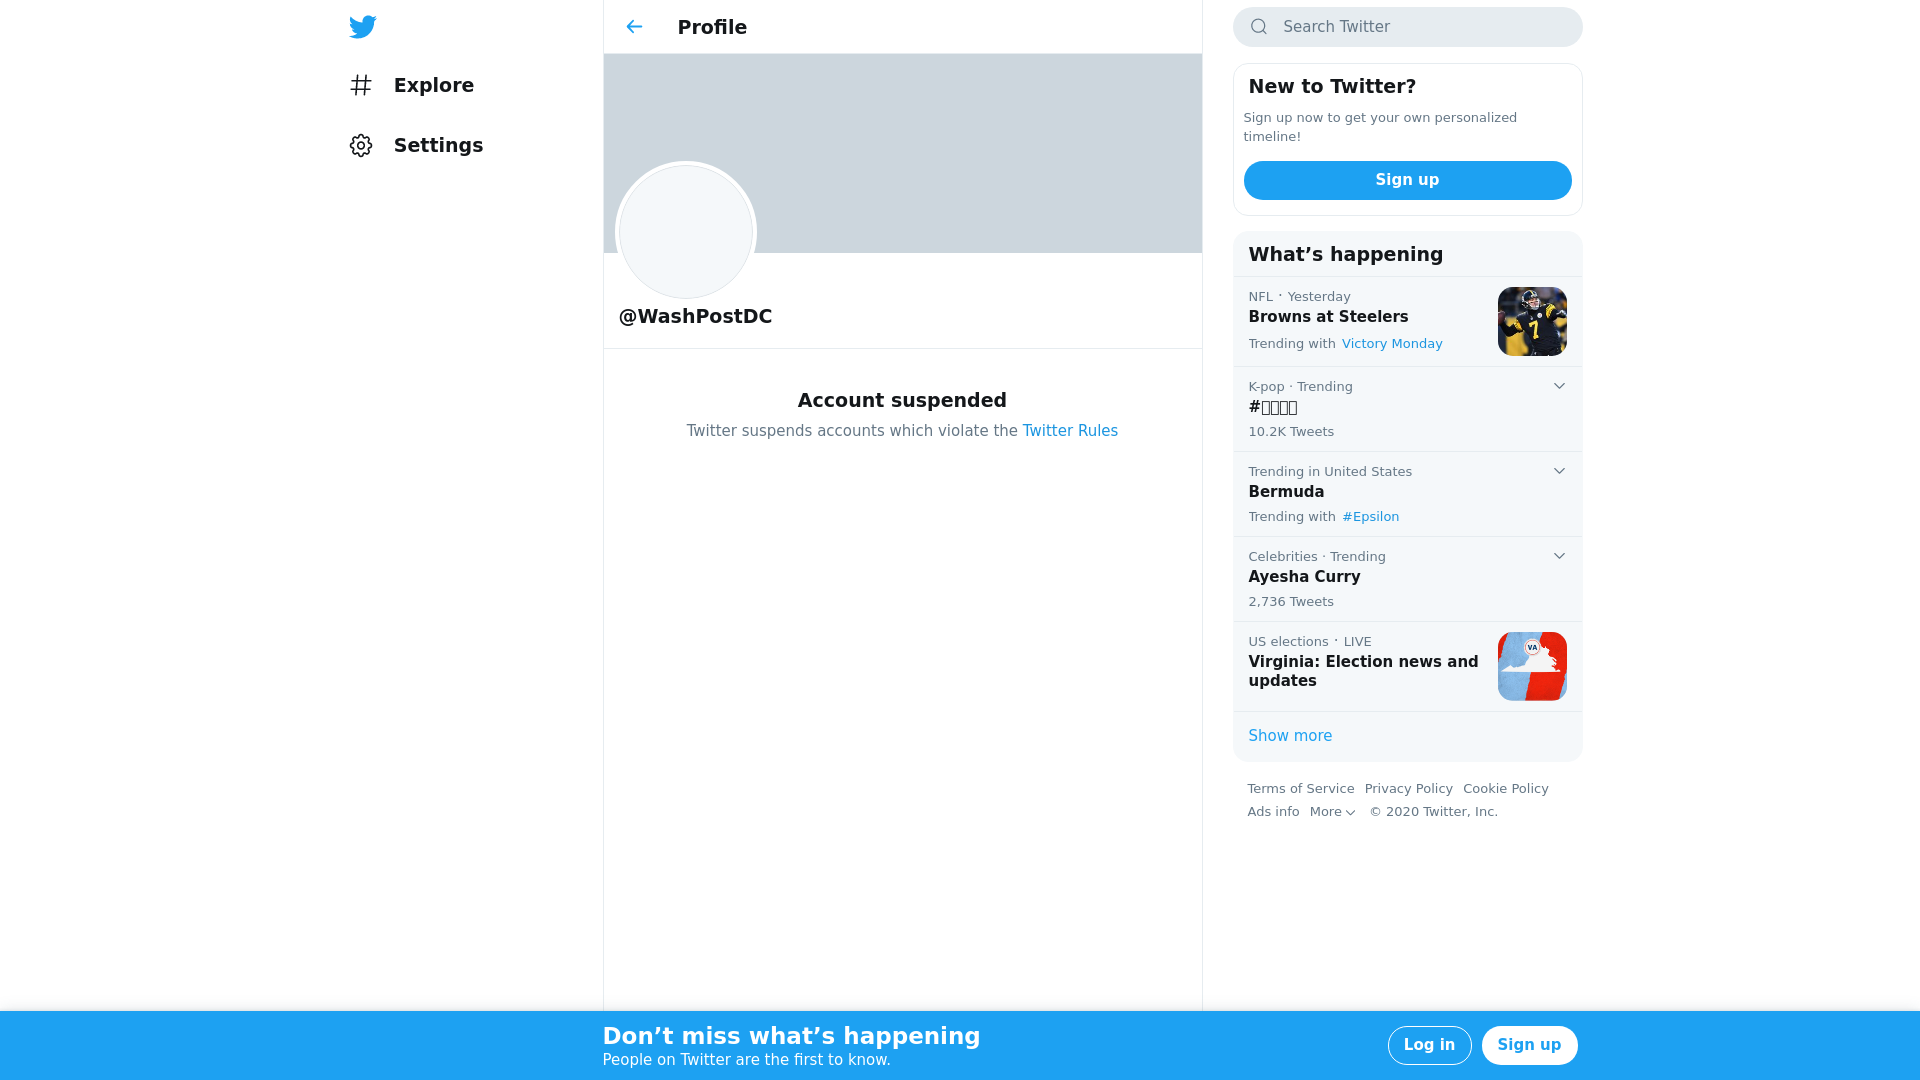 Explore
Settings
Profile
@WashPostDC
Account suspended
Twitter suspends accounts which violate the Twitter Rules
Search Twitter
New to Twitter?
Sign up now to get your own personalized
timeline!
Sign up
What’s happening
NFL · Yesterday
Browns at Steelers
Trending with Victory Monday
K-pop · Trending
#
10.2K Tweets
Trending in United States
Bermuda
Trending with #Epsilon
Celebrities · Trending
Ayesha Curry
2,736 Tweets
US elections · LIVE
Virginia: Election news and
updates
VA
7
Show more
Terms of Service Privacy Policy Cookie Policy
Ads info More © 2020 Twitter, Inc.
Don’t miss what’s happening
People on Twitter are the first to know.
Log in
Sign up